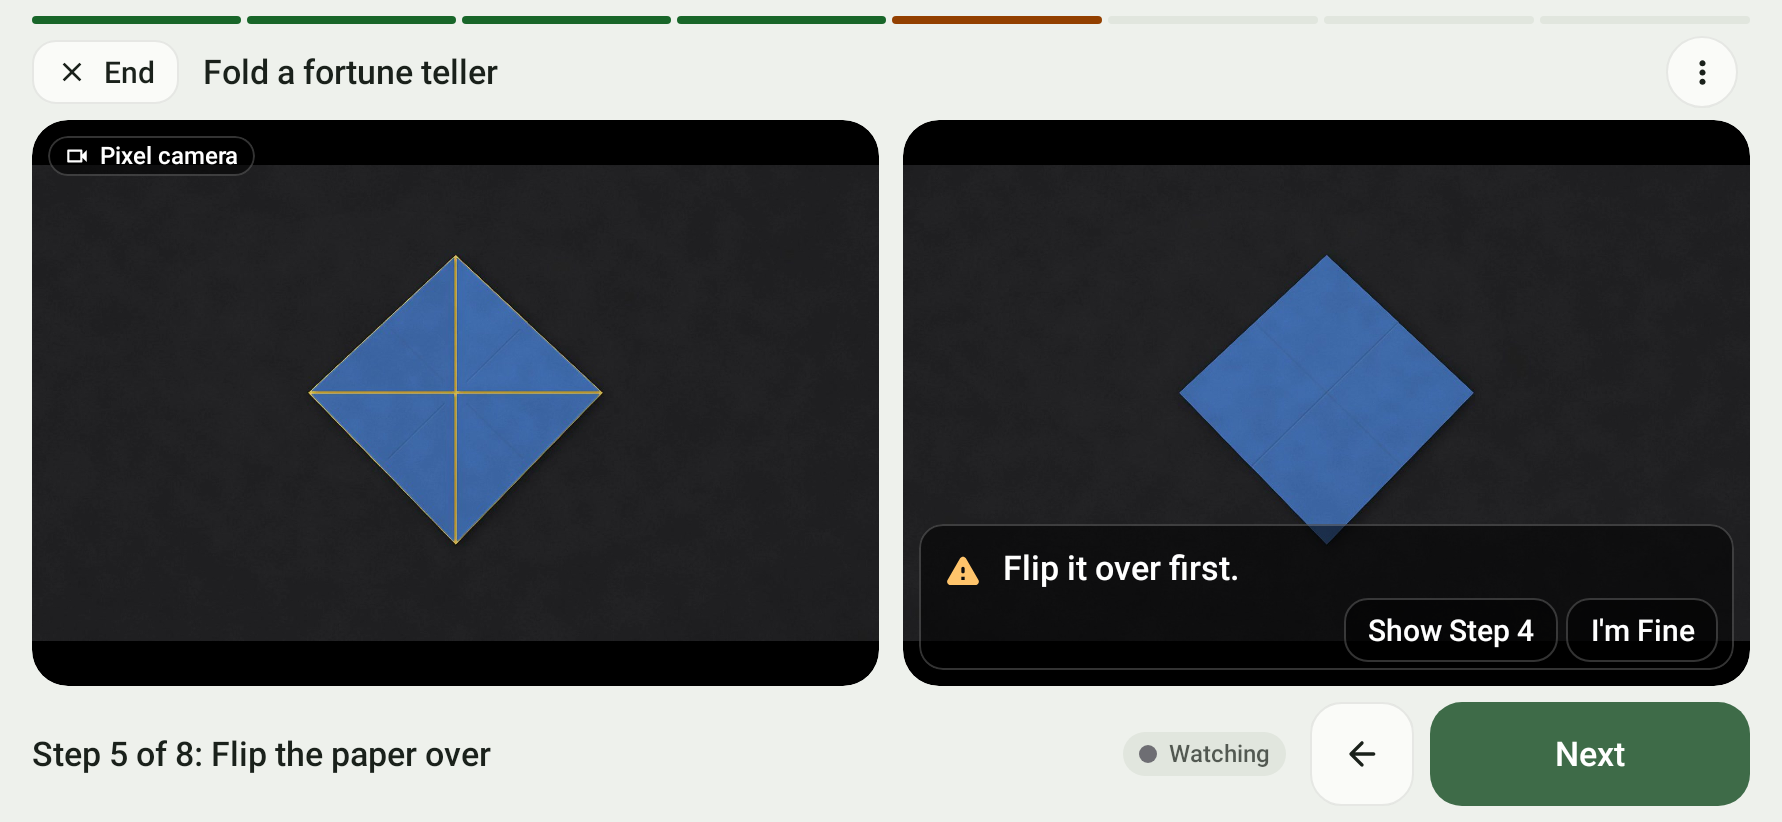 End
Fold a fortune teller
Pixel camera
Flip it over first.
Show Step 4
I'm Fine
Step 5 of 8: Flip the paper over
Watching
Next